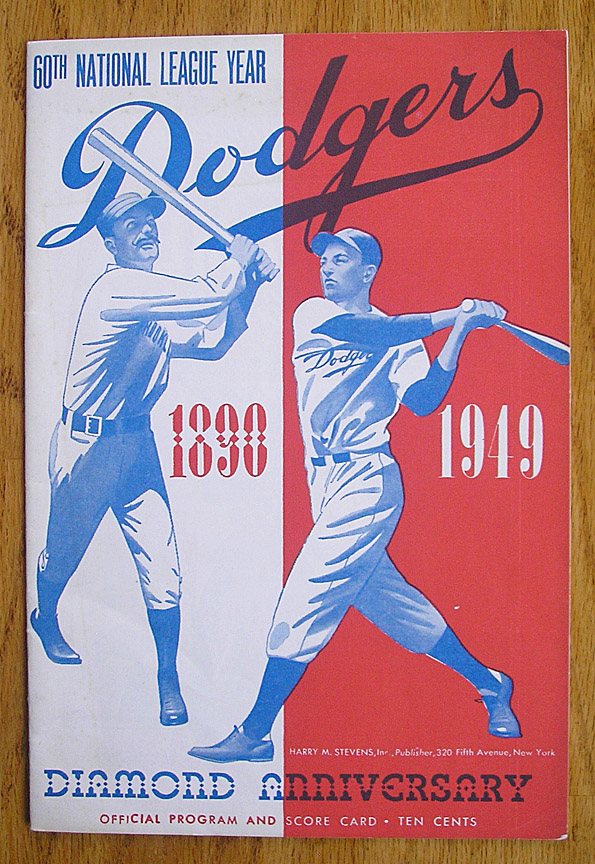 60TH NATIONAL LEAGUE YEAR
Dodgers
Dodgers
1890
1949
HARRY M. STEVENS, Inc., Publisher, 320 Fifth Avenue, New York
DIAMOND ANNIVERSARY
OFFICIAL PROGRAM AND SCORE CARD • TEN CENTS